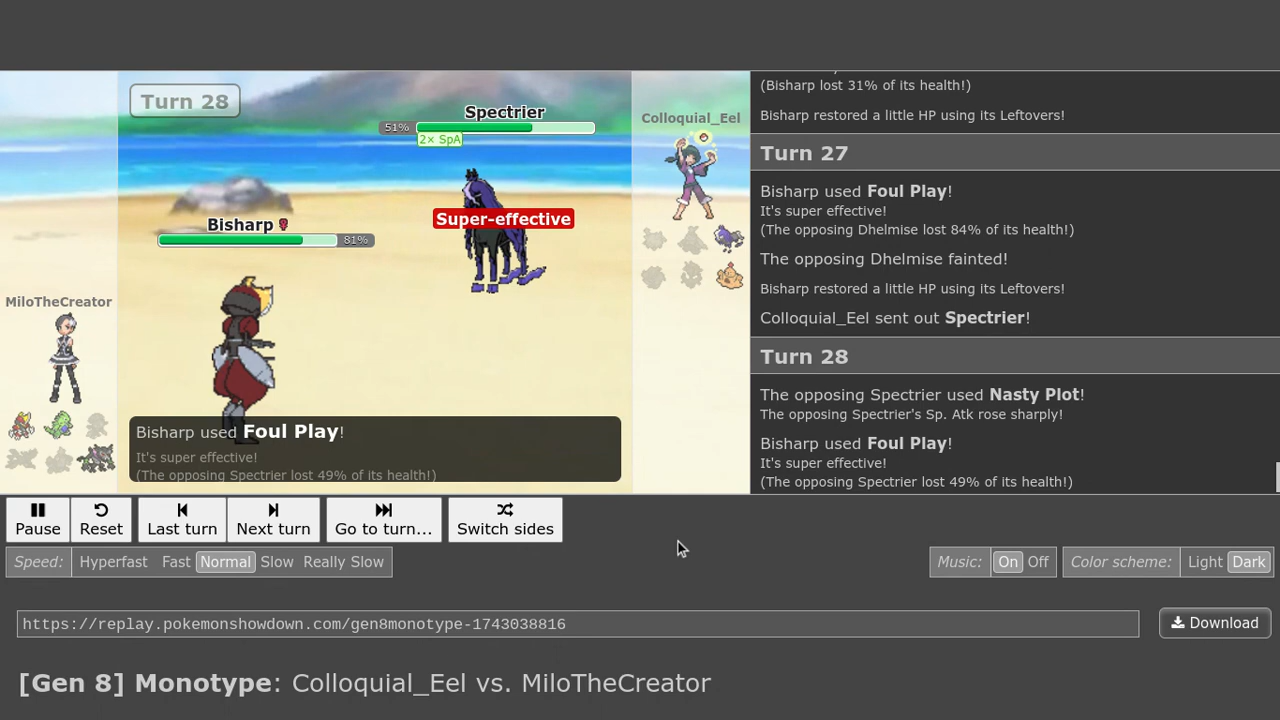 Turn 28
Spectrier
51%
2× SpA
Super-effective
Bisharp
81%
MiloTheCreator
Colloquial_Eel
Bisharp used Foul Play!
It's super effective!
(The opposing Spectrier lost 49% of its health!)
(Bisharp lost 31% of its health!)
Bisharp restored a little HP using its Leftovers!
Turn 27
Bisharp used Foul Play!
It's super effective!
(The opposing Dhelmise lost 84% of its health!)
The opposing Dhelmise fainted!
Bisharp restored a little HP using its Leftovers!
Colloquial_Eel sent out Spectrier!
Turn 28
The opposing Spectrier used Nasty Plot!
The opposing Spectrier's Sp. Atk rose sharply!
Bisharp used Foul Play!
It's super effective!
(The opposing Spectrier lost 49% of its health!)
Pause Reset Last turn Next turn Go to turn... Switch sides
Speed: Hyperfast Fast Normal Slow Really Slow Music: On Off Color scheme: Light Dark
https://replay.pokemonshowdown.com/gen8monotype-1743038816 Download
[Gen 8] Monotype: Colloquial_Eel vs. MiloTheCreator